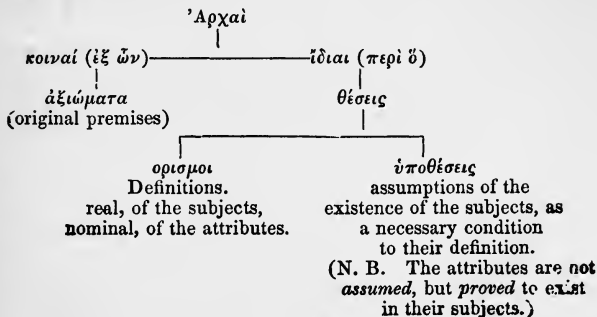 Ἀρχαὶ
κοιναί (ἐξ ὧν) ἴδιαι (περὶ ὅ)
ἀξιώματα θέσεις
(original premises)
ορισμοι ὑποθέσεις
Definitions. assumptions of the
real, of the subjects, existence of the subjects, as
nominal, of the attributes. a necessary condition
to their definition.
(N. B. The attributes are not
assumed, but proved to exist
in their subjects.)